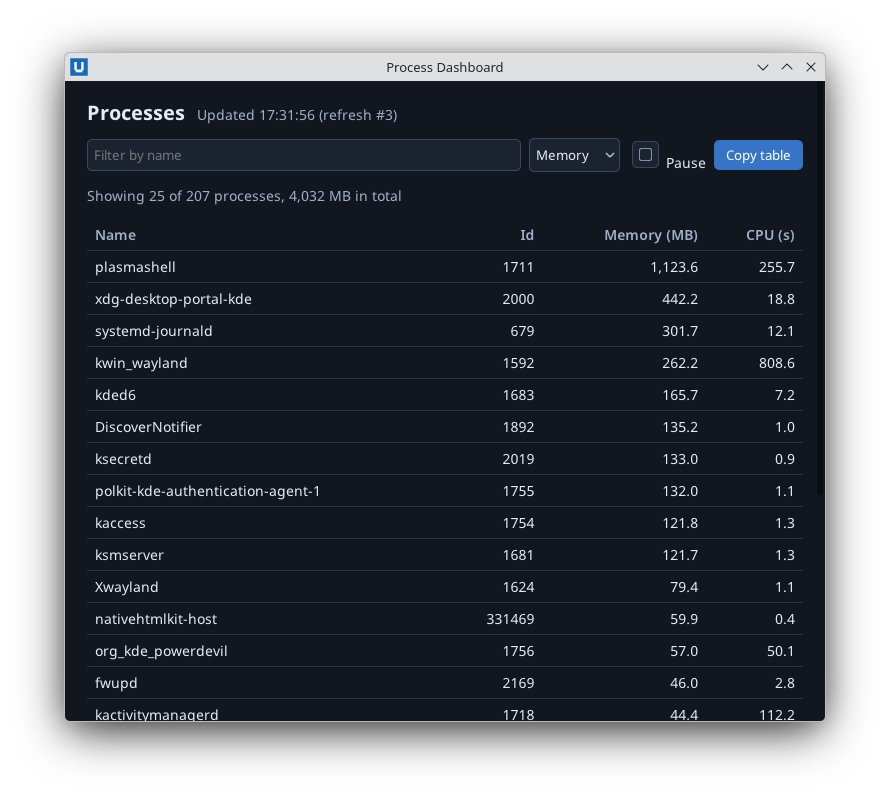 U Process Dashboard
Processes Updated 17:31:56 (refresh #3)
Filter by name Memory Pause Copy table
Showing 25 of 207 processes, 4,032 MB in total
Name Id Memory (MB) CPU (s)
plasmashell 1711 1,123.6 255.7
xdg-desktop-portal-kde 2000 442.2 18.8
systemd-journald 679 301.7 12.1
kwin_wayland 1592 262.2 808.6
kded6 1683 165.7 7.2
DiscoverNotifier 1892 135.2 1.0
ksecretd 2019 133.0 0.9
polkit-kde-authentication-agent-1 1755 132.0 1.1
kaccess 1754 121.8 1.3
ksmserver 1681 121.7 1.3
Xwayland 1624 79.4 1.1
nativehtmlkit-host 331469 59.9 0.4
org_kde_powerdevil 1756 57.0 50.1
fwupd 2169 46.0 2.8
kactivitymanagerd 1718 44.4 112.2